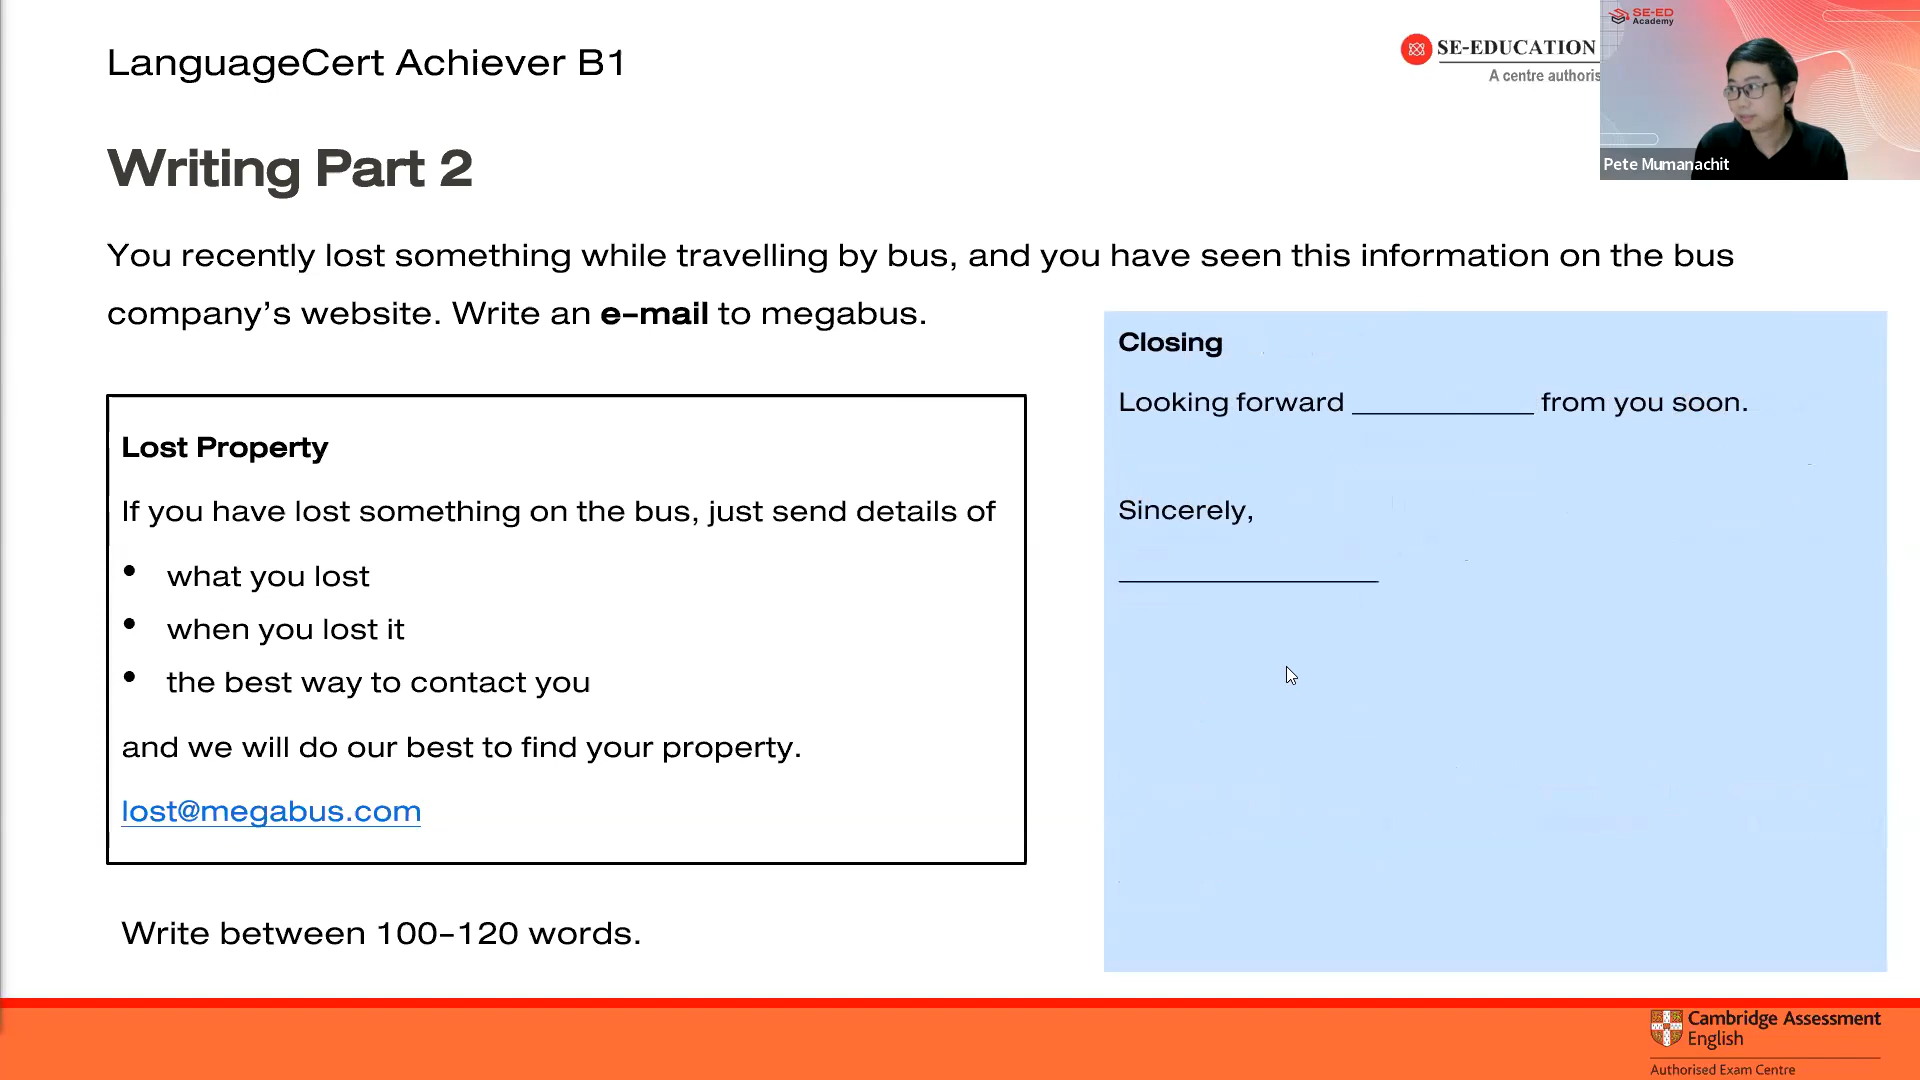 LanguageCert Achiever B1
SE-EDUCATION
A centre
SE-ED
Academy
Pete Mumanachit
Writing Part 2
You recently lost something while travelling by bus, and you have seen this information on the bus
company’s website. Write an e-mail to megabus.
Lost Property
If you have lost something on the bus, just send details of
• what you lost
• when you lost it
• the best way to contact you
and we will do our best to find your property.
lost@megabus.com
Write between 100-120 words.
Closing
Looking forward ____________ from you soon.
Sincerely,
_________________
Cambridge Assessment
English
Authorised Exam Centre